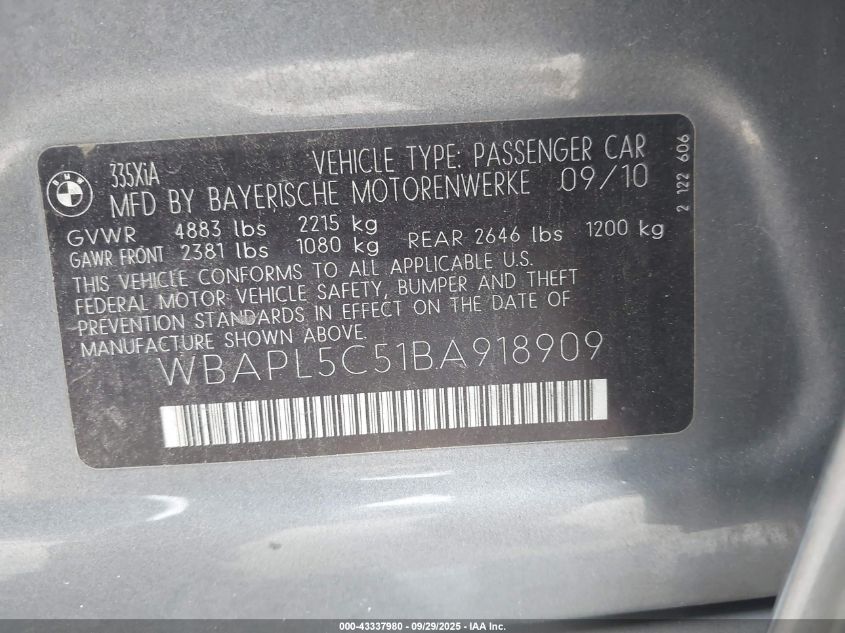 BMW
335XiA VEHICLE TYPE: PASSENGER CAR
MFD BY BAYERISCHE MOTORENWERKE 09/10
GVWR 4883 lbs 2215 kg
GAWR FRONT 2381 lbs 1080 kg REAR 2646 lbs 1200 kg
THIS VEHICLE CONFORMS TO ALL APPLICABLE U.S.
FEDERAL MOTOR VEHICLE SAFETY, BUMPER AND THEFT
PREVENTION STANDARDS IN EFFECT ON THE DATE OF
MANUFACTURE SHOWN ABOVE.
WBAPL5C51BA918909
2 122 606
000-43337980 - 09/29/2025 - IAA Inc.